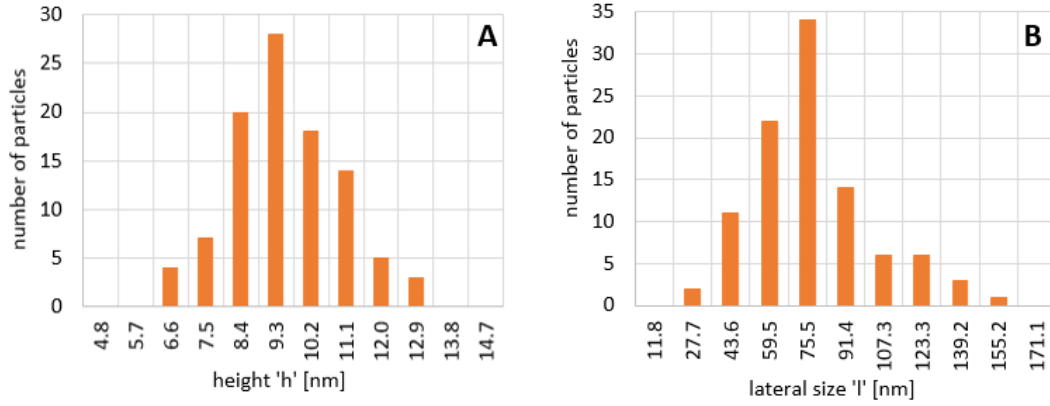 A
number of particles
30
25
20
15
10
5
0
4.8 5.7 6.6 7.5 8.4 9.3 10.2 11.1 12.0 12.9 13.8 14.7
height 'h' [nm]
B
number of particles
35
30
25
20
15
10
5
0
11.8 27.7 43.6 59.5 75.5 91.4 107.3 123.3 139.2 155.2 171.1
lateral size 'l' [nm]